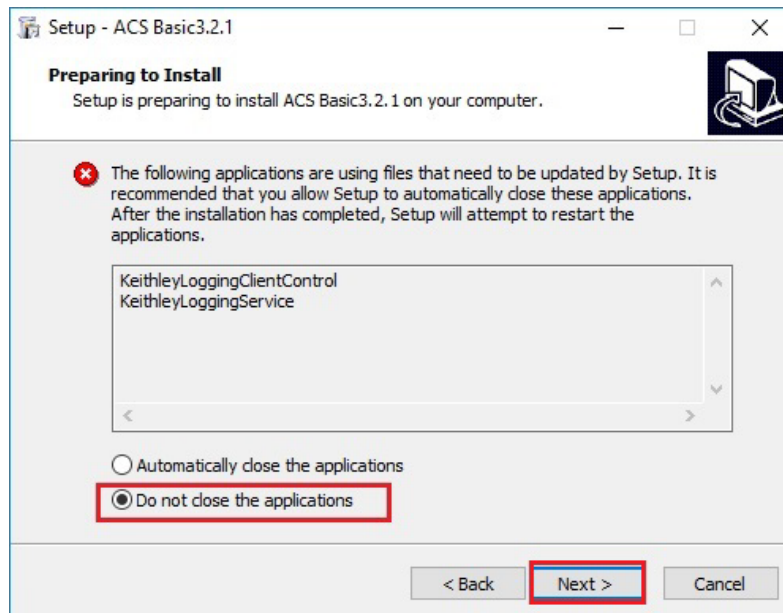 Setup - ACS Basic3.2.1
Preparing to Install
Setup is preparing to install ACS Basic3.2.1 on your computer.
The following applications are using files that need to be updated by Setup. It is
recommended that you allow Setup to automatically close these applications.
After the installation has completed, Setup will attempt to restart the
applications.
KeithleyLoggingClientControl
KeithleyLoggingService
Automatically close the applications
Do not close the applications
< Back Next > Cancel